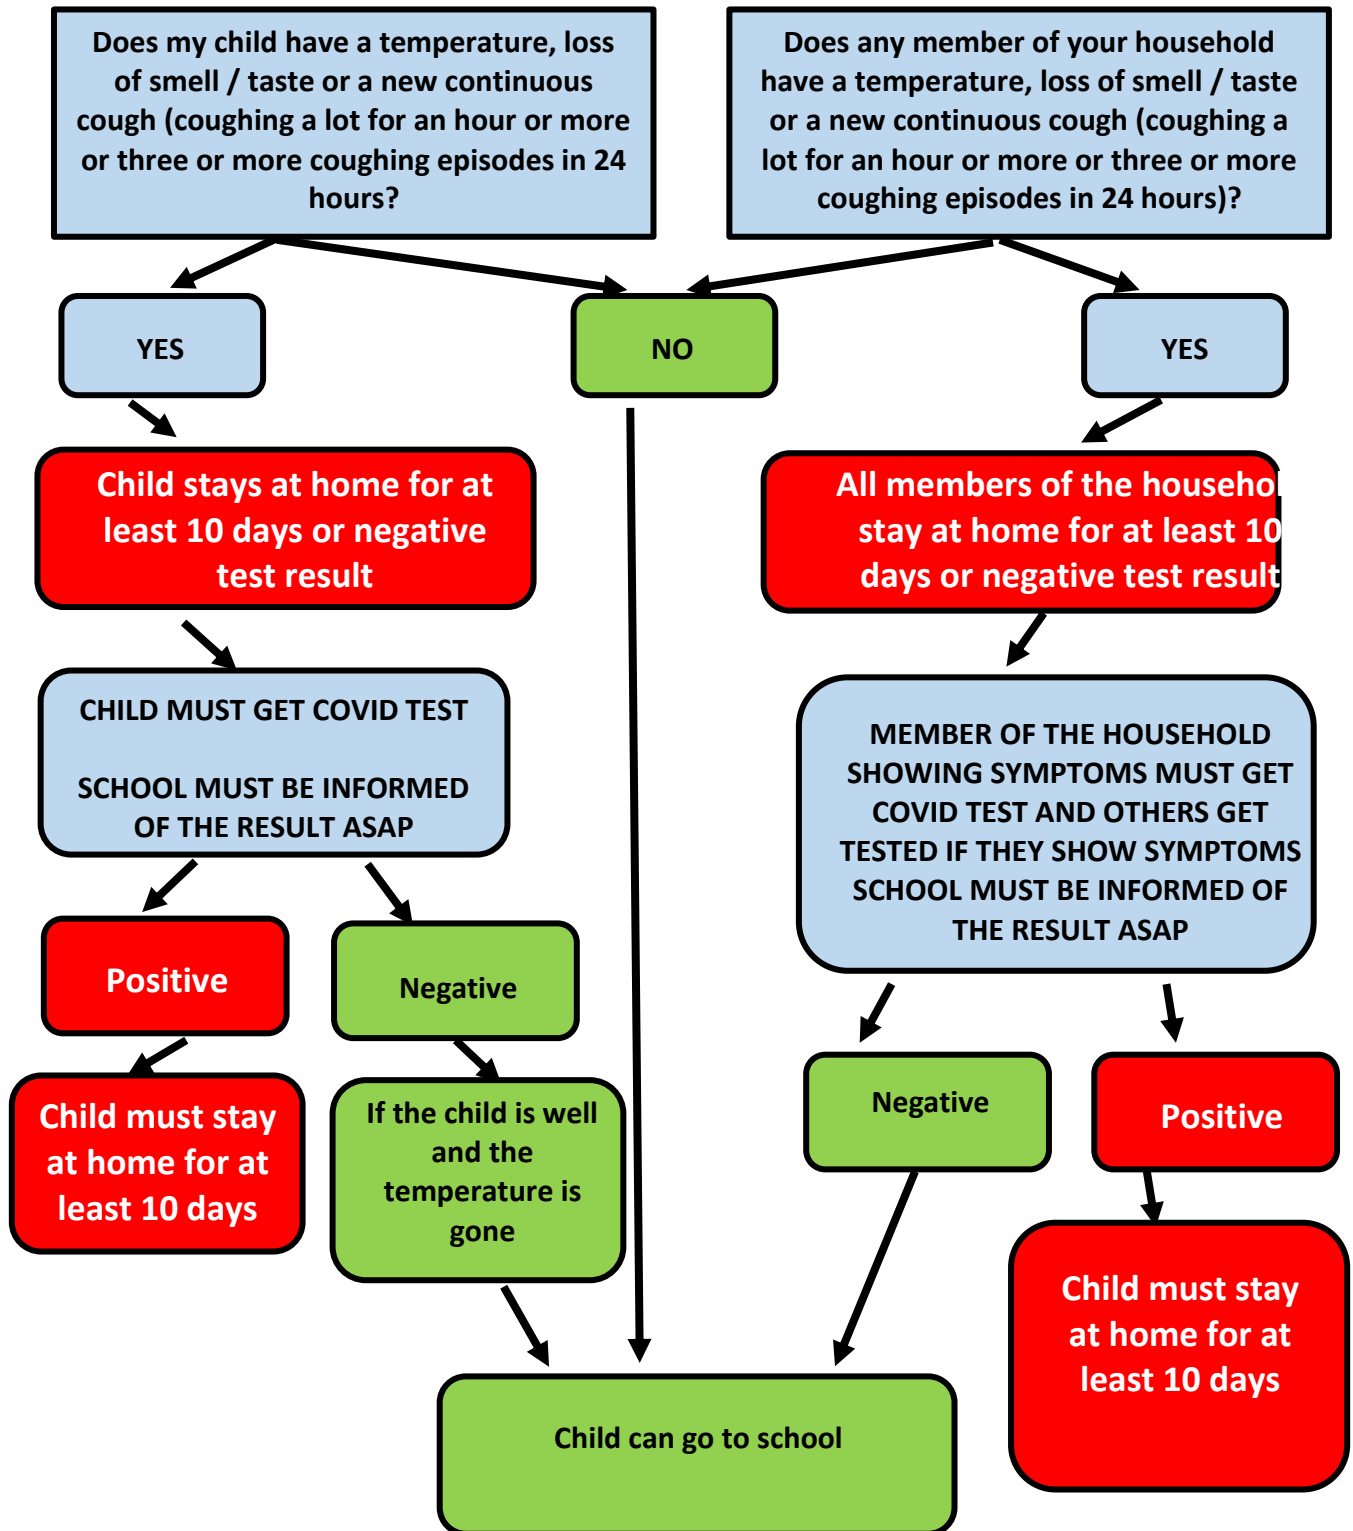 Does my child have a temperature, loss
of smell / taste or a new continuous
cough (coughing a lot for an hour or more
or three or more coughing episodes in 24
hours?
Does any member of your household
have a temperature, loss of smell / taste
or a new continuous cough (coughing a
lot for an hour or more or three or more
coughing episodes in 24 hours)?
YES
NO
YES
Child stays at home for at
least 10 days or negative
test result
All members of the househol
stay at home for at least 10
days or negative test result
CHILD MUST GET COVID TEST
SCHOOL MUST BE INFORMED
OF THE RESULT ASAP
MEMBER OF THE HOUSEHOLD
SHOWING SYMPTOMS MUST GET
COVID TEST AND OTHERS GET
TESTED IF THEY SHOW SYMPTOMS
SCHOOL MUST BE INFORMED OF
THE RESULT ASAP
Positive
Negative
Negative
Positive
Child must stay
at home for at
least 10 days
If the child is well
and the
temperature is
gone
Child must stay
at home for at
least 10 days
Child can go to school